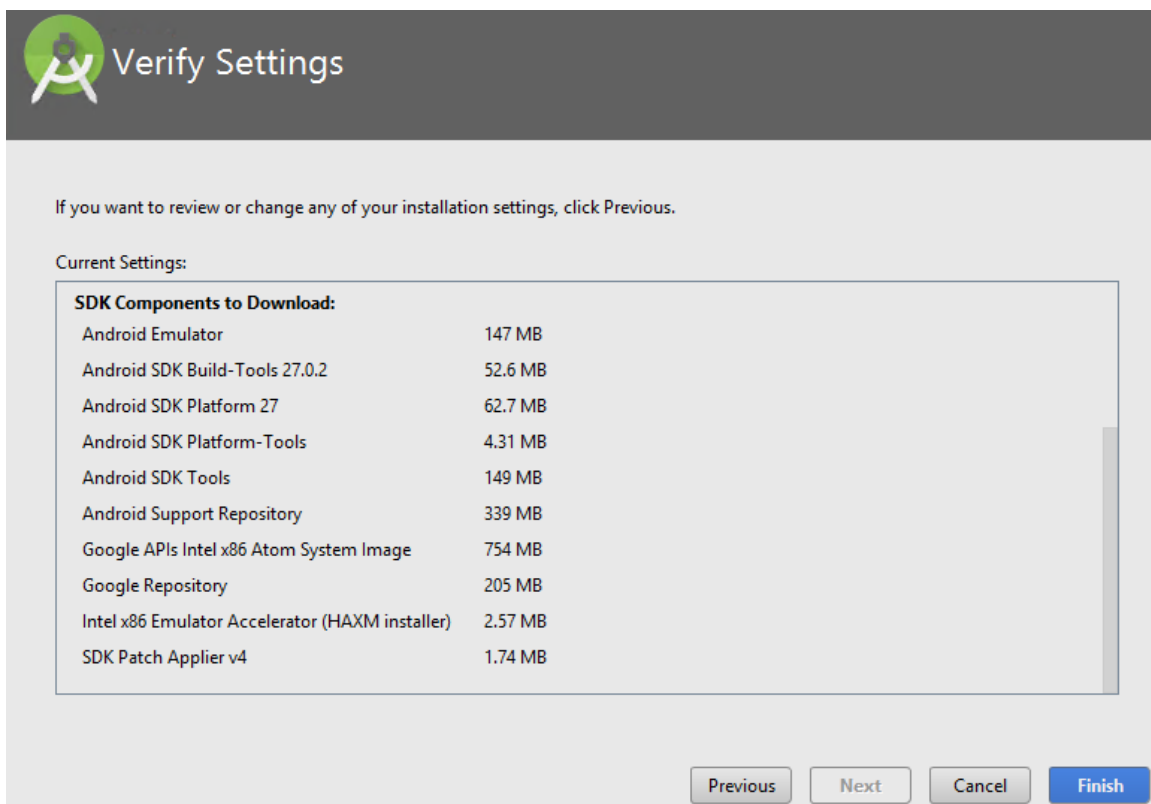 Verify Settings
If you want to review or change any of your installation settings, click Previous.
Current Settings:
SDK Components to Download:
Android Emulator 147 MB
Android SDK Build-Tools 27.0.2 52.6 MB
Android SDK Platform 27 62.7 MB
Android SDK Platform-Tools 4.31 MB
Android SDK Tools 149 MB
Android Support Repository 339 MB
Google APIs Intel x86 Atom System Image 754 MB
Google Repository 205 MB
Intel x86 Emulator Accelerator (HAXM installer) 2.57 MB
SDK Patch Applier v4 1.74 MB
Previous Next Cancel Finish